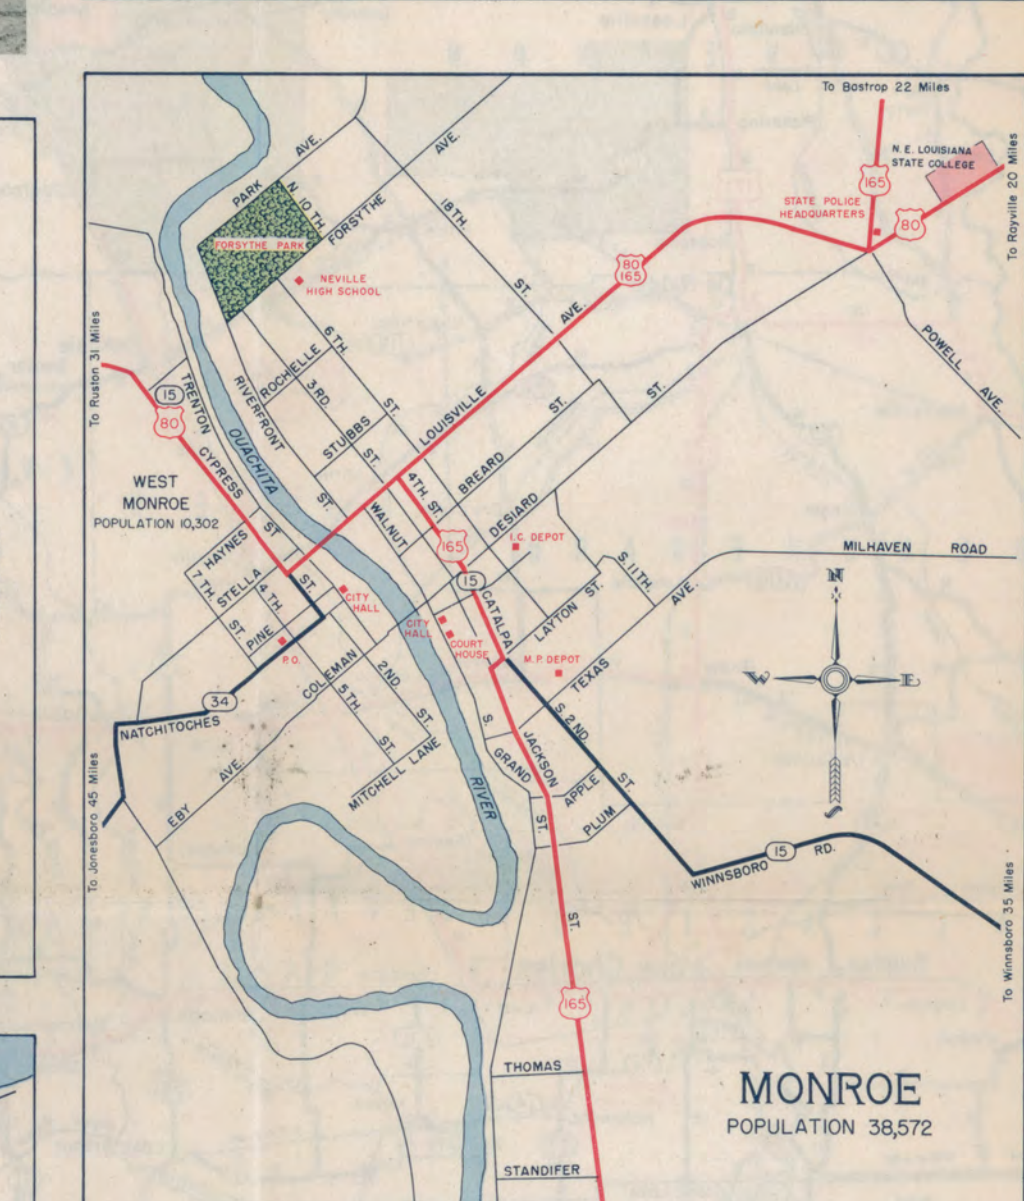 To Bastrop 22 Miles
N. E. LOUISIANA
STATE COLLEGE
165
To Rayville 20 Miles
STATE POLICE
HEADQUARTERS
80
PARK AVE.
N. 10 TH
FORSYTHE AVE.
18TH. ST.
FORSYTHE PARK
NEVILLE
HIGH SCHOOL
80
165
LOUISVILLE AVE.
POWELL AVE.
To Ruston 31 Miles
15
80
TRENTON
CYPRESS ST.
RIVERFRONT ST.
ROCHELLE
6 TH. ST.
3 RD. ST.
STUBBS
OUACHITA RIVER
WEST
MONROE
POPULATION 10,302
WALNUT
4TH. ST.
BREARD ST.
DESIARD ST.
165
I.C. DEPOT
15
CATALPA
LAYTON ST.
S. 11TH.
TEXAS AVE.
MILHAVEN ROAD
N
W
E
S
HAYNES
7 TH ST.
STELLA
4 TH ST.
PINE
P.O.
CITY
HALL
CITY
HALL
COURT
HOUSE
M.P. DEPOT
COLEMAN
2ND. ST.
5 TH. ST.
34
NATCHITOCHES
EBY AVE.
MITCHELL LANE
S. GRAND ST.
JACKSON ST.
S. 2 ND. ST.
APPLE
PLUM
To Jonesboro 45 Miles
WINNSBORO RD.
15
To Winnsboro 35 Miles
165
THOMAS
STANDIFER
MONROE
POPULATION 38,572